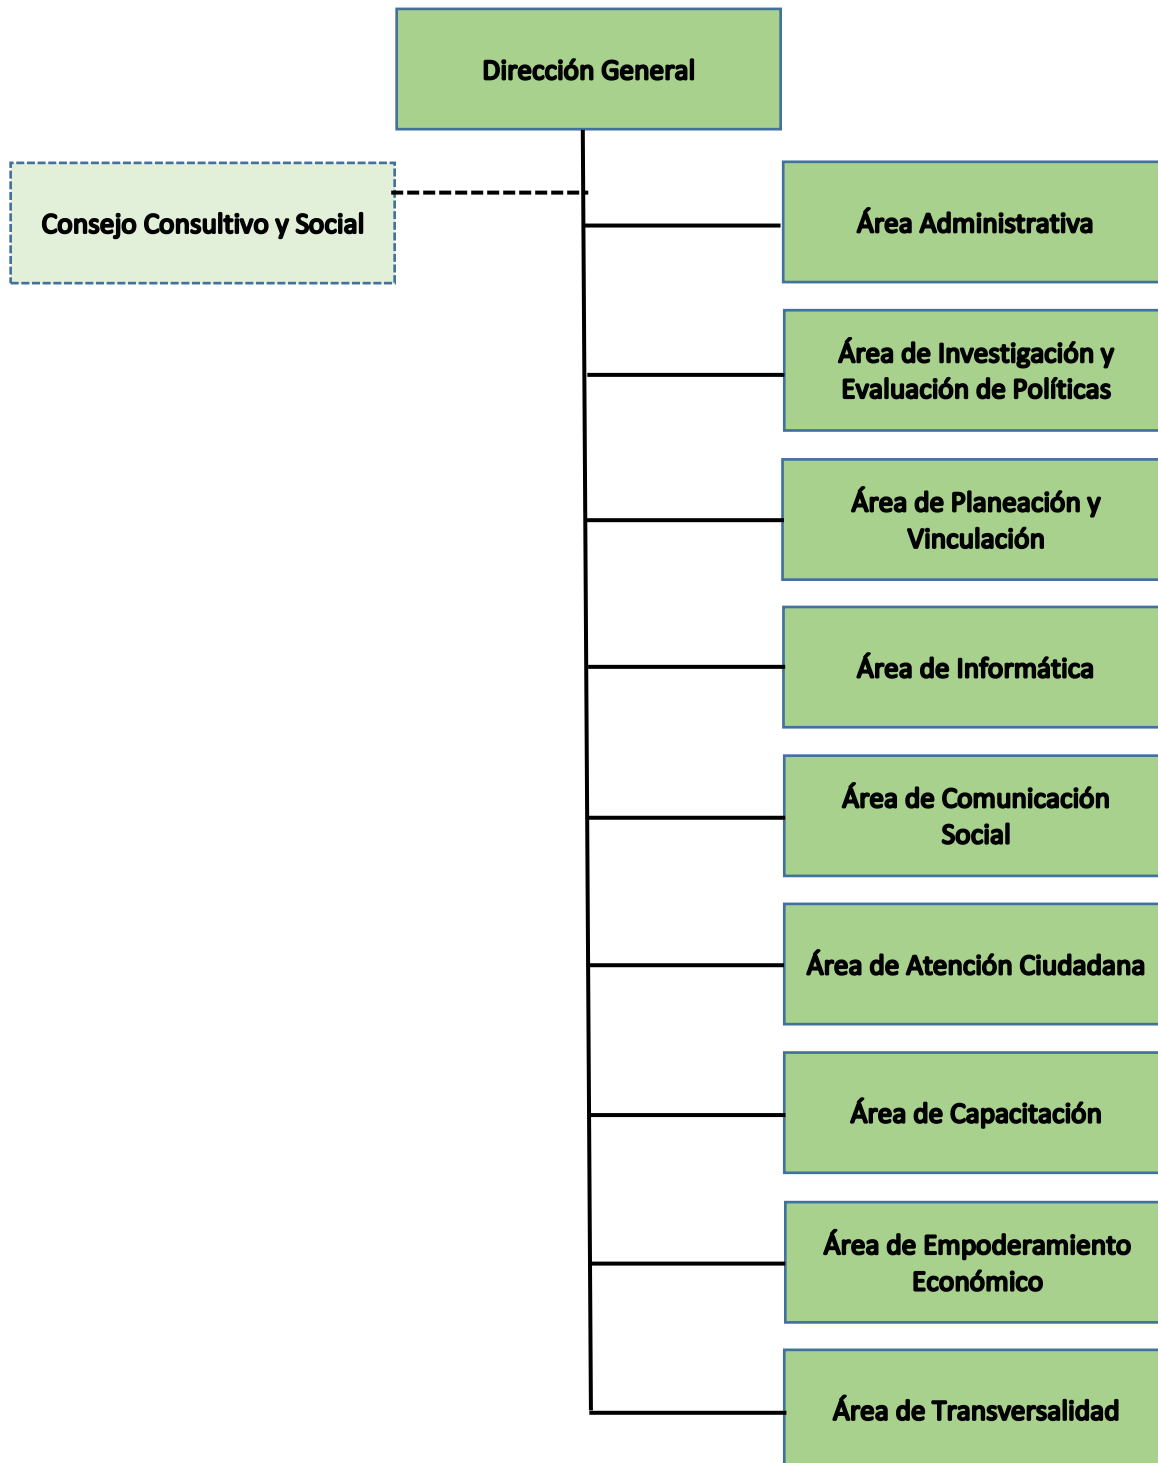 Dirección General
Consejo Consultivo y Social
Área Administrativa
Área de Investigación y
Evaluación de Políticas
Área de Planeación y
Vinculación
Área de Informática
Área de Comunicación
Social
Área de Atención Ciudadana
Área de Capacitación
Área de Empoderamiento
Económico
Área de Transversalidad